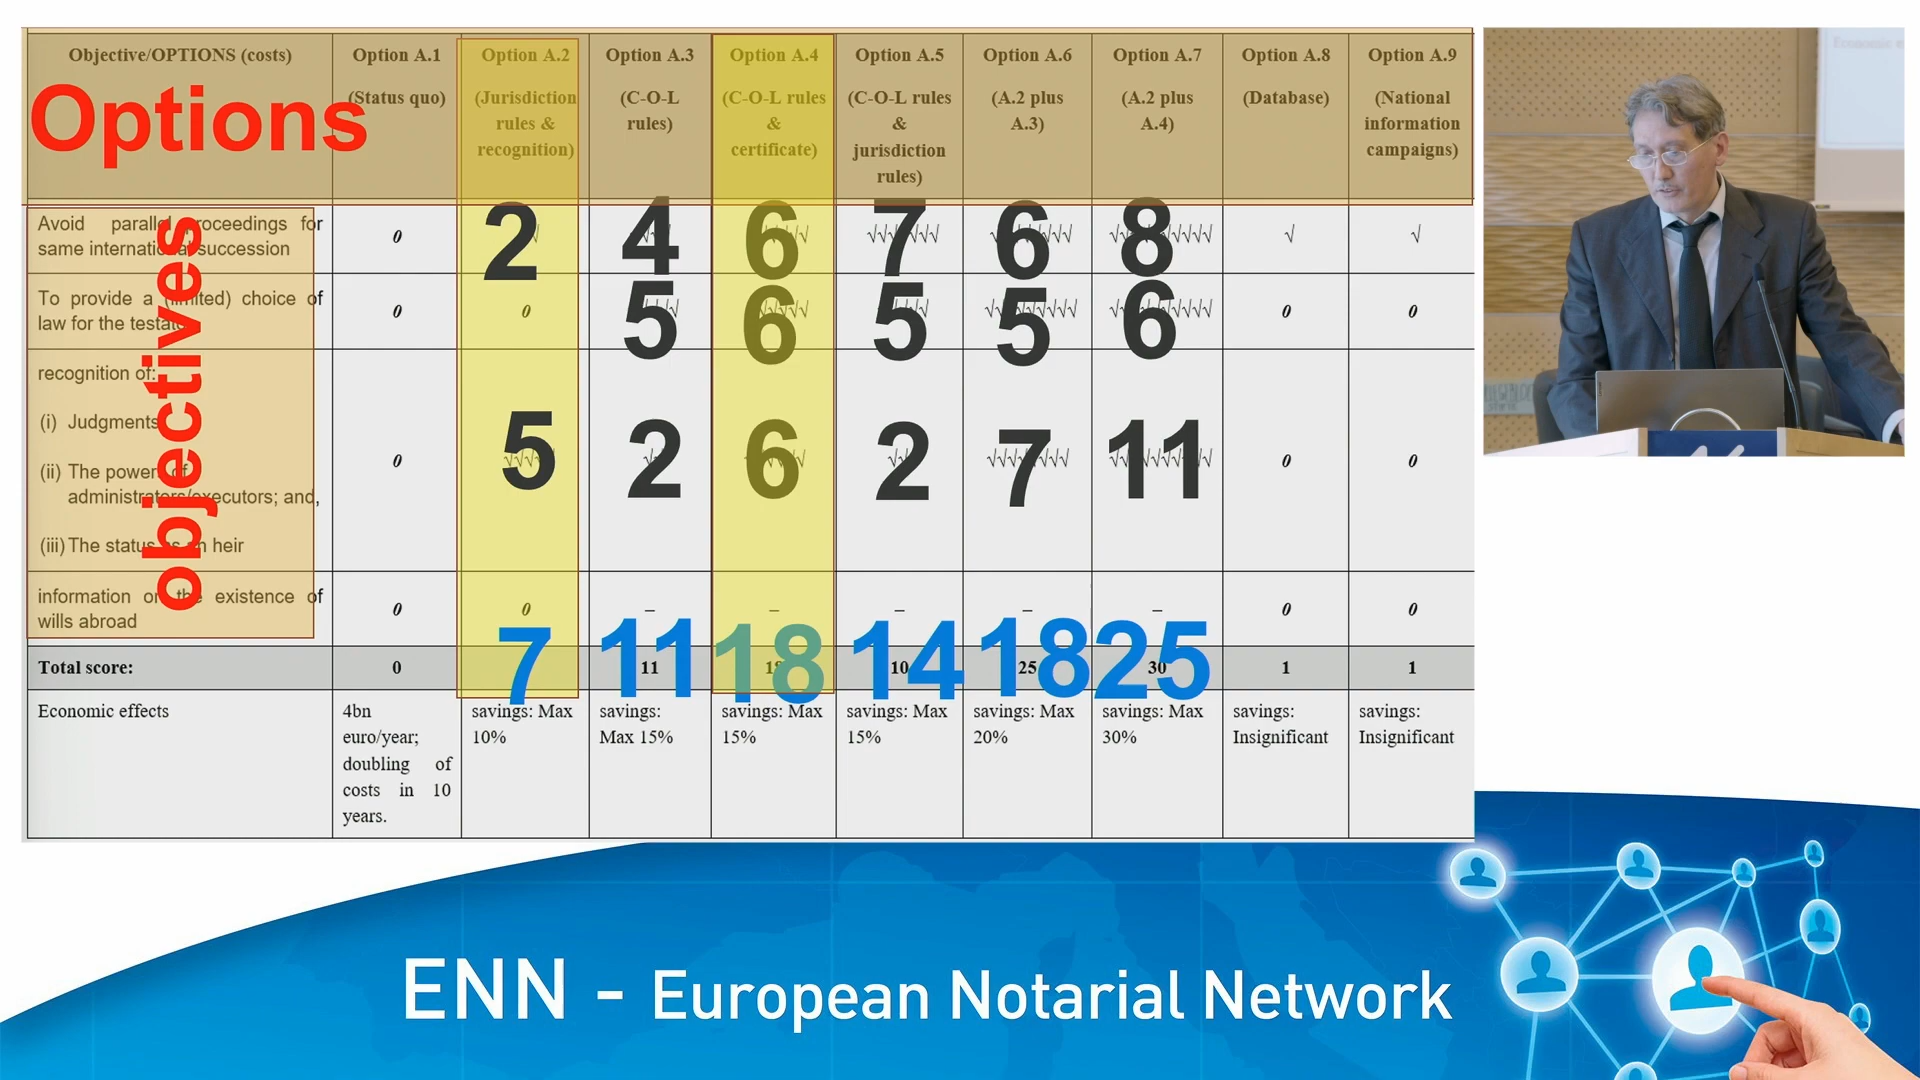 Objective/OPTIONS (costs)
Options
Option A.1
(Status quo)
Option A.2
(Jurisdiction
rules &
recognition)
Option A.3
(C-O-L
rules)
Option A.4
(C-O-L rules
&
certificate)
Option A.5
(C-O-L rules
&
jurisdiction
rules)
Option A.6
(A.2 plus
A.3)
Option A.7
(A.2 plus
A.4)
Option A.8
(Database)
Option A.9
(National
information
campaigns)
objectives
Avoid parallel proceedings for
same international succession
0
2
4
6
7
6
8
√
√
To provide a (limited) choice of
law for the testator
0
0
5
6
5
5
6
0
0
recognition of:
(i) Judgments
(ii) The power of
administrators/executors; and,
(iii) The status as an heir
0
5
2
6
2
7
11
0
0
information on the existence of
wills abroad
0
0
–
–
–
–
–
0
0
Total score:
0
7
11
11
18
18
14
10
18
25
25
30
1
1
Economic effects
4bn
euro/year;
doubling of
costs in 10
years.
savings: Max
10%
savings:
Max 15%
savings: Max
15%
savings: Max
15%
savings: Max
20%
savings: Max
30%
savings:
Insignificant
savings:
Insignificant
ENN - European Notarial Network